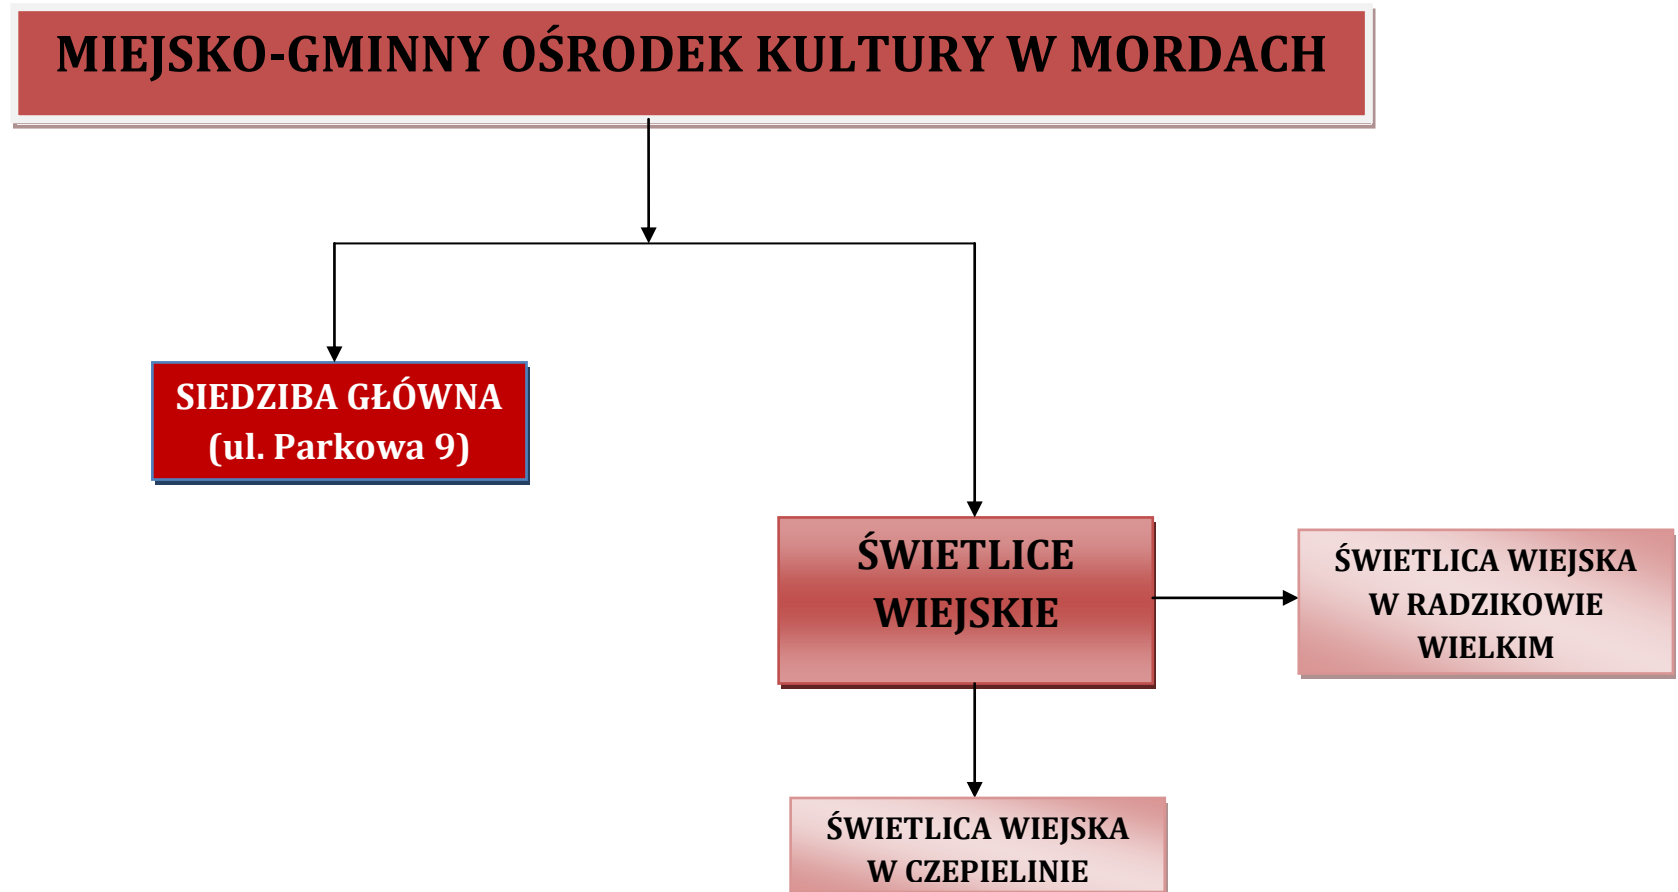 MIEJSKO-GMINNY OŚRODEK KULTURY W MORDACH
SIEDZIBA GŁÓWNA
(ul. Parkowa 9)
ŚWIETLICE
WIEJSKIE
ŚWIETLICA WIEJSKA
W RADZIKOWIE
WIELKIM
ŚWIETLICA WIEJSKA
W CZEPIELINIE